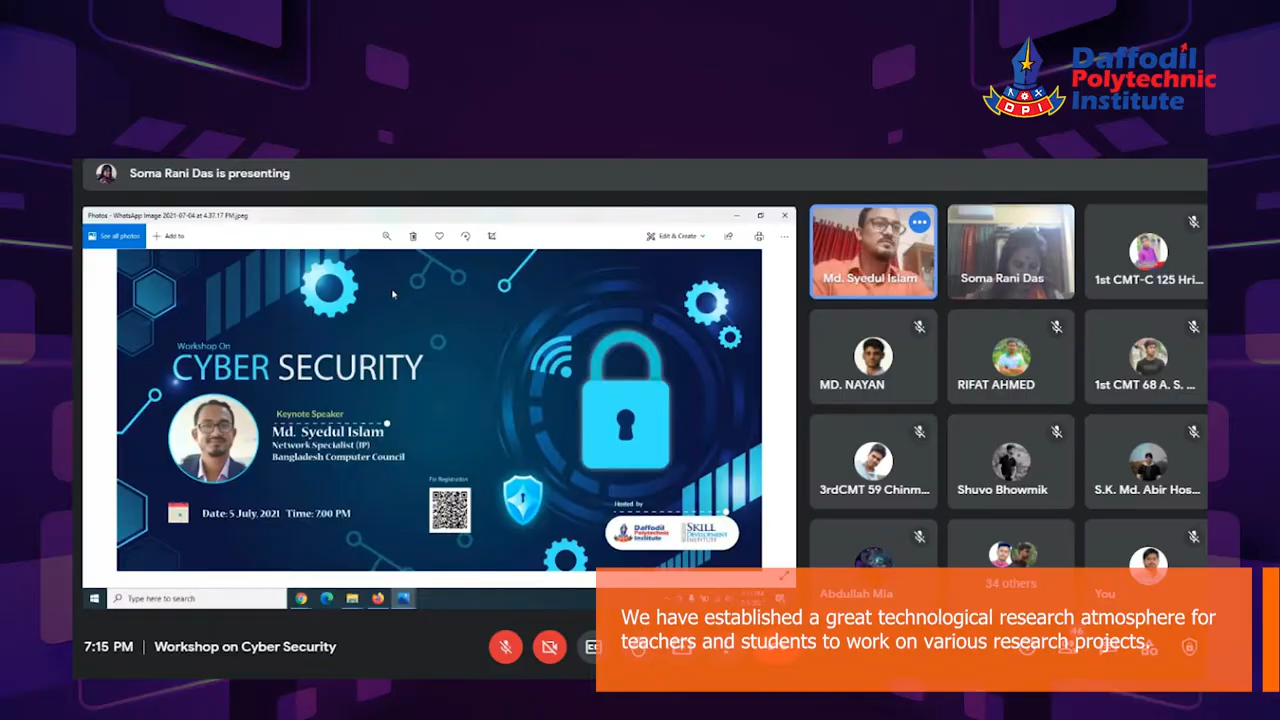 Daffodil
Polytechnic
Institute
DPI
Soma Rani Das is presenting
Photos - WhatsApp Image 2021-07-04 at 4.37.17 PM.jpeg
See all photos
Add to
Edit & Create
Workshop On
CYBER SECURITY
Keynote Speaker
Md. Syedul Islam
Network Specialist (IP)
Bangladesh Computer Council
For Registration
Date: 5 July, 2021 Time: 7.00 PM
Hosted by
Daffodil
Polytechnic
Institute
SKILL
DEVELOPMENT
INSTITUTE
Type here to search
Md. Syedul Islam
Soma Rani Das
1st CMT-C 125 Hri...
MD. NAYAN
RIFAT AHMED
1st CMT 68 A. S. ...
3rdCMT 59 Chinm...
Shuvo Bhowmik
S.K. Md. Abir Hos...
Abdullah Mia
34 others
You
7:15 PM | Workshop on Cyber Security
We have established a great technological research atmosphere for
teachers and students to work on various research projects.